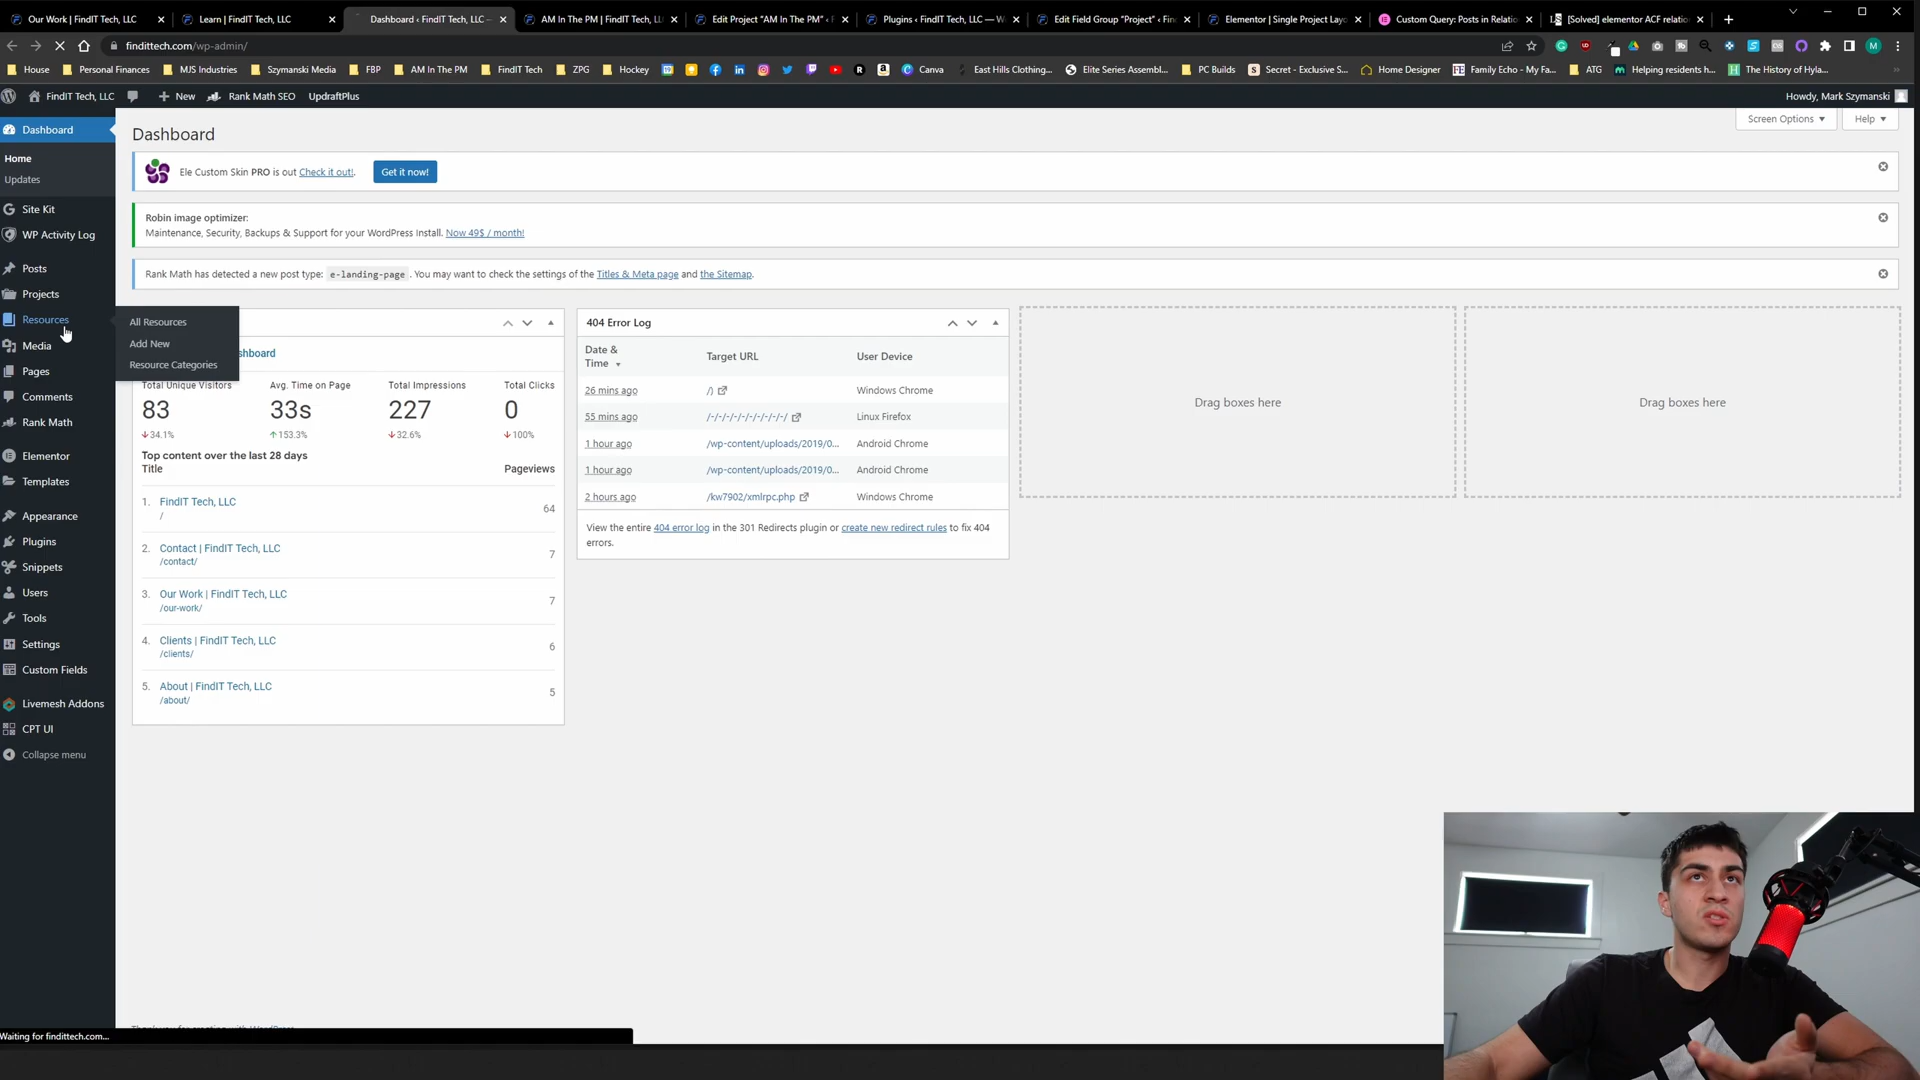 Our Work | FindIT Tech, LLC
Learn | FindIT Tech, LLC
Dashboard ‹ FindIT Tech, LLC —
AM In The PM | FindIT Tech, LL
Edit Project "AM In The PM" ‹ F
Plugins ‹ FindIT Tech, LLC — W
Edit Field Group "Project" ‹ Fin
Elementor | Single Project Layo
Custom Query: Posts in Relatio
[Solved] elementor ACF relatio
findittech.com/wp-admin/
House
Personal Finances
MJS Industries
Szymanski Media
FBP
AM In The PM
FindIT Tech
ZPG
Hockey
Canva
East Hills Clothing...
Elite Series Assembl...
PC Builds
Secret - Exclusive S...
Home Designer
Family Echo - My Fa...
ATG
Helping residents h...
The History of Hyla...
FindIT Tech, LLC
New
Rank Math SEO
UpdraftPlus
Howdy, Mark Szymanski
Dashboard
Home
Updates
Site Kit
WP Activity Log
Posts
Projects
Resources
Media
Pages
Comments
Rank Math
Elementor
Templates
Appearance
Plugins
Snippets
Users
Tools
Settings
Custom Fields
Livemesh Addons
CPT UI
Collapse menu
All Resources
Add New
Resource Categories
Dashboard
Screen Options
Help
Ele Custom Skin PRO is out Check it out!.
Get it now!
Robin image optimizer:
Maintenance, Security, Backups & Support for your WordPress Install. Now 49$ / month!
Rank Math has detected a new post type: e-landing-page . You may want to check the settings of the Titles & Meta page and the Sitemap.
shboard
Total Unique Visitors
Avg. Time on Page
Total Impressions
Total Clicks
83
33s
227
0
34.1%
153.3%
32.6%
100%
Top content over the last 28 days
Title
Pageviews
1. FindIT Tech, LLC
/
64
2. Contact | FindIT Tech, LLC
/contact/
7
3. Our Work | FindIT Tech, LLC
/our-work/
7
4. Clients | FindIT Tech, LLC
/clients/
6
5. About | FindIT Tech, LLC
/about/
5
404 Error Log
Date & Time
Target URL
User Device
26 mins ago
/)
Windows Chrome
55 mins ago
/-/-/-/-/-/-/-/-/-/-/
Linux Firefox
1 hour ago
/wp-content/uploads/2019/0...
Android Chrome
1 hour ago
/wp-content/uploads/2019/0...
Android Chrome
2 hours ago
/kw7902/xmlrpc.php
Windows Chrome
View the entire 404 error log in the 301 Redirects plugin or create new redirect rules to fix 404
errors.
Drag boxes here
Drag boxes here
Waiting for findittech.com...